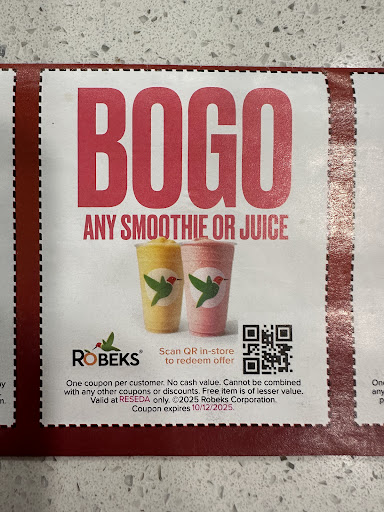 BOGO
ANY SMOOTHIE OR JUICE
ROBEKS®
Scan QR in-store
to redeem offer
One coupon per customer. No cash value. Cannot be combined
with any other coupons or discounts. Free item is of lesser value.
Valid at RESEDA only. ©2025 Robeks Corporation.
Coupon expires 10/12/2025.